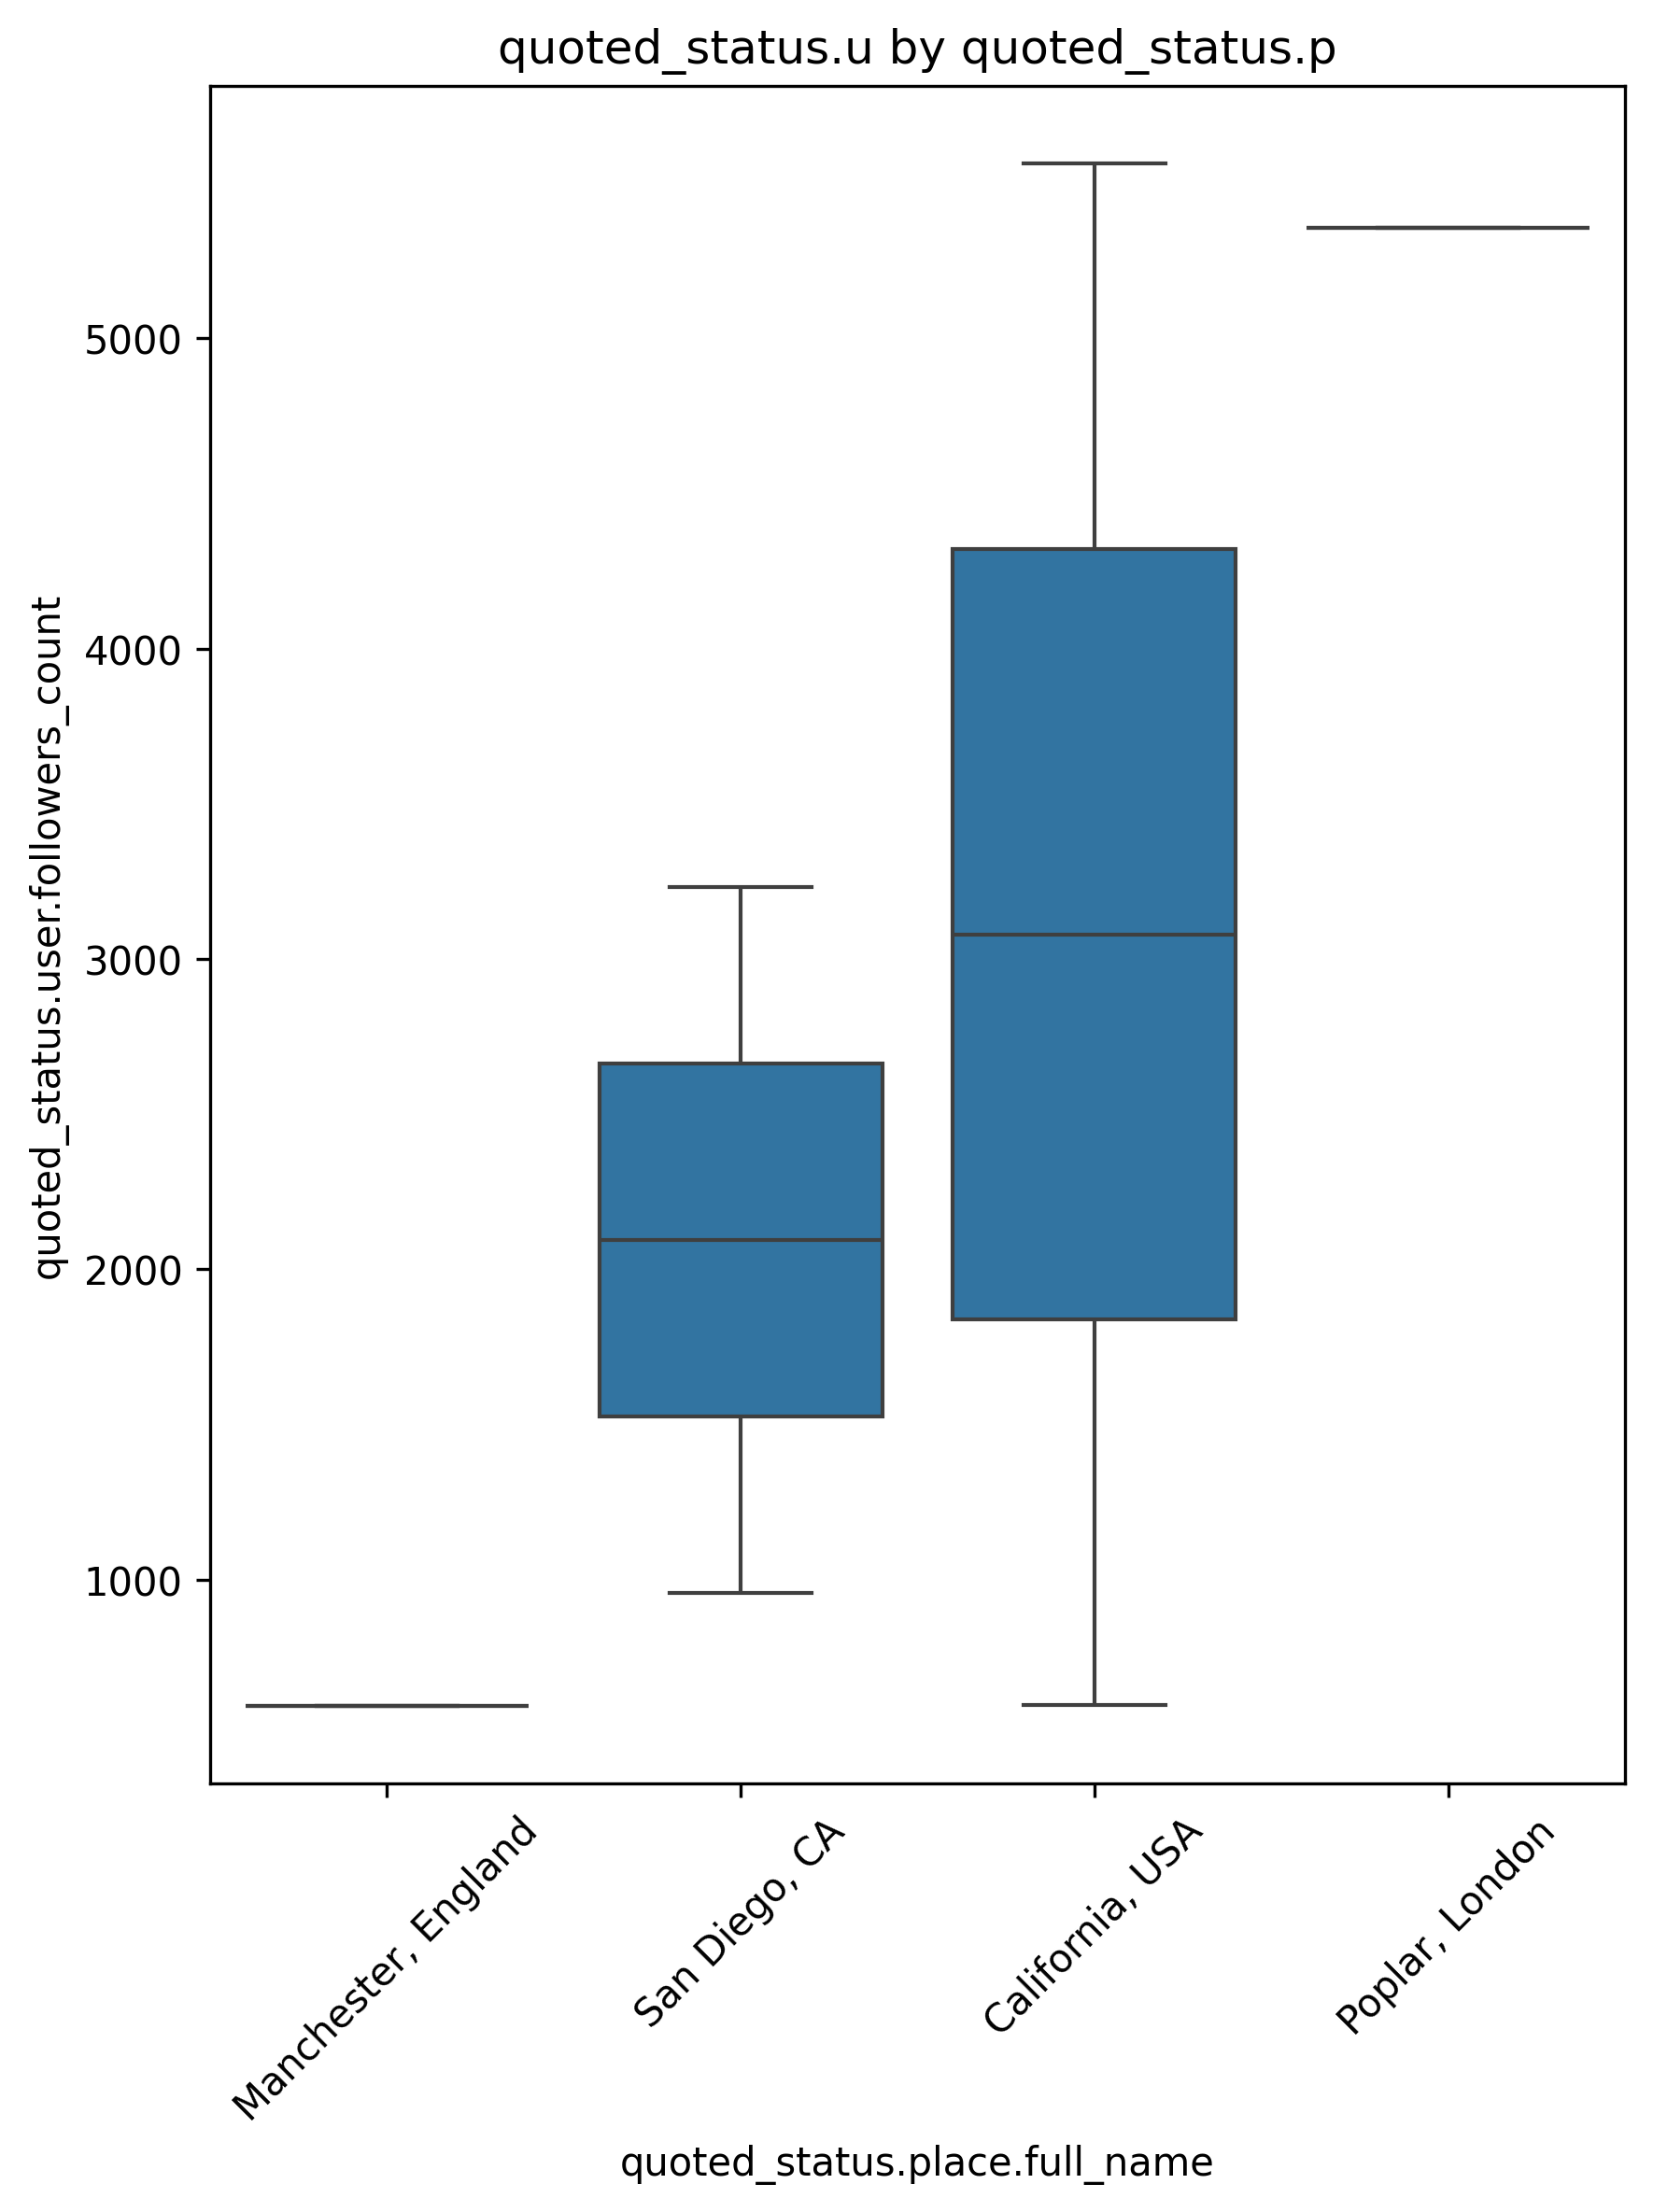 quoted_status.u by quoted_status.p
quoted_status.user.followers_count
5000
4000
3000
2000
1000
Manchester, England
San Diego, CA
California, USA
Poplar, London
quoted_status.place.full_name